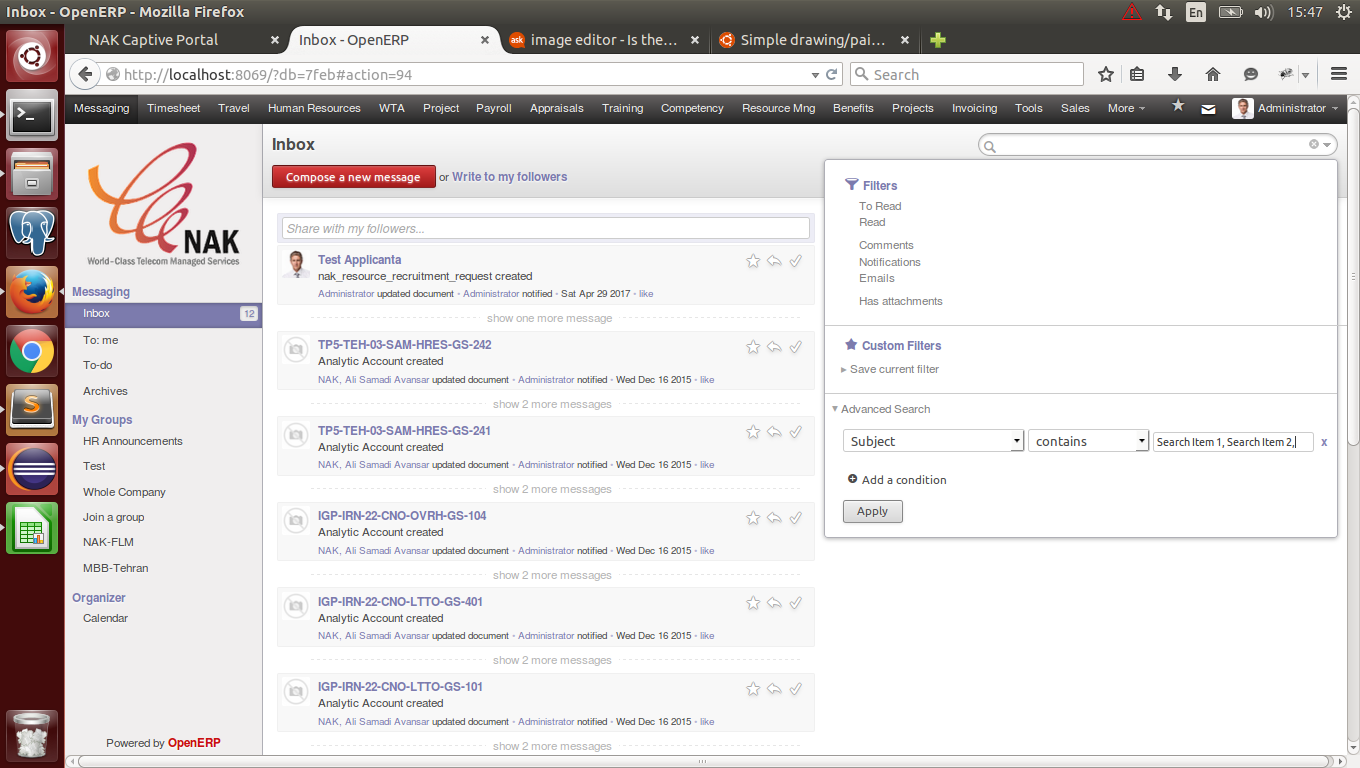 Inbox - OpenERP - Mozilla Firefox
En
15:47
NAK Captive Portal
Inbox - OpenERP
ask
image editor - Is the...
Simple drawing/pai...
http://localhost:8069/?db=7feb#action=94
Search
Messaging Timesheet Travel Human Resources WTA Project Payroll Appraisals Training Competency Resource Mng Benefits Projects Invoicing Tools Sales More
Administrator
NAK
World-Class Telecom Managed Services
Messaging
Inbox 12
To: me
To-do
Archives
My Groups
HR Announcements
Test
Whole Company
Join a group
NAK-FLM
MBB-Tehran
Organizer
Calendar
Powered by OpenERP
Inbox
Compose a new message or Write to my followers
Share with my followers...
Test Applicanta
nak_resource_recruitment_request created
Administrator updated document • Administrator notified • Sat Apr 29 2017 • like
show one more message
TP5-TEH-03-SAM-HRES-GS-242
Analytic Account created
NAK, Ali Samadi Avansar updated document • Administrator notified • Wed Dec 16 2015 • like
show 2 more messages
TP5-TEH-03-SAM-HRES-GS-241
Analytic Account created
NAK, Ali Samadi Avansar updated document • Administrator notified • Wed Dec 16 2015 • like
show 2 more messages
IGP-IRN-22-CNO-OVRH-GS-104
Analytic Account created
NAK, Ali Samadi Avansar updated document • Administrator notified • Wed Dec 16 2015 • like
show 2 more messages
IGP-IRN-22-CNO-LTTO-GS-401
Analytic Account created
NAK, Ali Samadi Avansar updated document • Administrator notified • Wed Dec 16 2015 • like
show 2 more messages
IGP-IRN-22-CNO-LTTO-GS-101
Analytic Account created
NAK, Ali Samadi Avansar updated document • Administrator notified • Wed Dec 16 2015 • like
show 2 more messages
Filters
To Read
Read
Comments
Notifications
Emails
Has attachments
Custom Filters
Save current filter
Advanced Search
Subject contains Search Item 1, Search Item 2, x
Add a condition
Apply